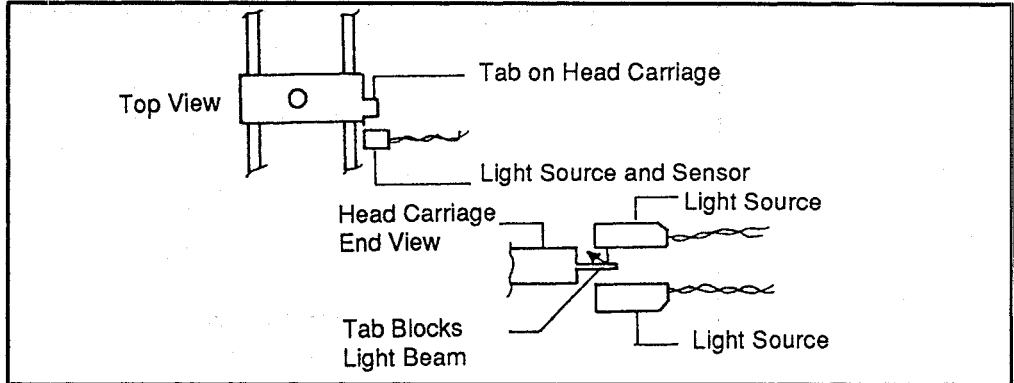 Top View
Tab on Head Carriage
Light Source and Sensor
Head Carriage
End View
Light Source
Tab Blocks
Light Beam
Light Source